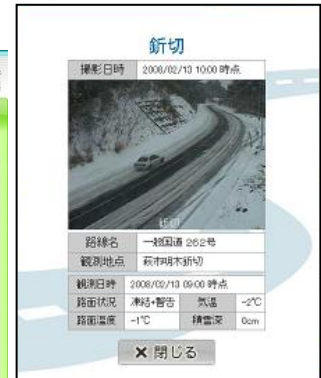 釿切
撮影日時 2008/02/13 10:00 時点
釿切
路線名 一般国道 262号
観測地点 萩市明木釿切
観測日時 2008/02/13 09:00 時点
路面状況 凍結+警告 気温 -2℃
路面温度 -1℃ 積雪深 0cm
× 閉じる